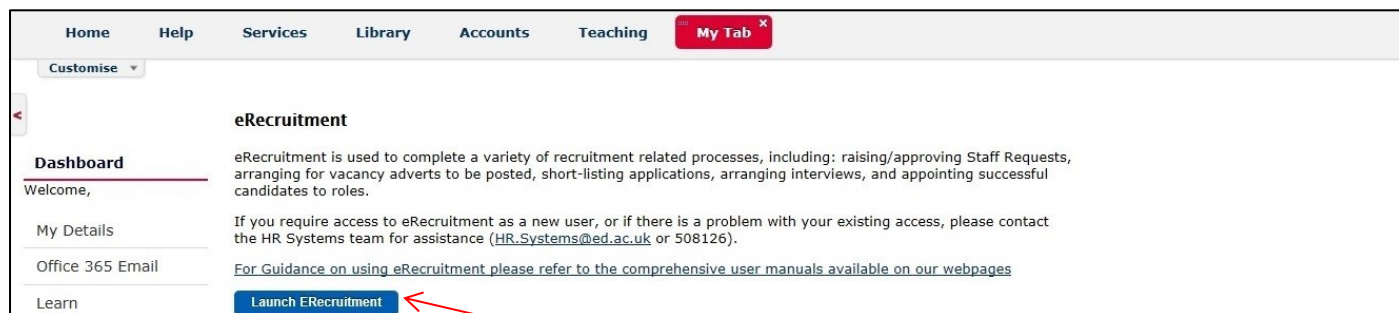 Home Help Services Library Accounts Teaching My Tab x
Customise
<
eRecruitment
Dashboard
Welcome,
My Details
Office 365 Email
Learn
eRecruitment is used to complete a variety of recruitment related processes, including: raising/approving Staff Requests,
arranging for vacancy adverts to be posted, short-listing applications, arranging interviews, and appointing successful
candidates to roles.
If you require access to eRecruitment as a new user, or if there is a problem with your existing access, please contact
the HR Systems team for assistance (HR.Systems@ed.ac.uk or 508126).
For Guidance on using eRecruitment please refer to the comprehensive user manuals available on our webpages
Launch ERecruitment